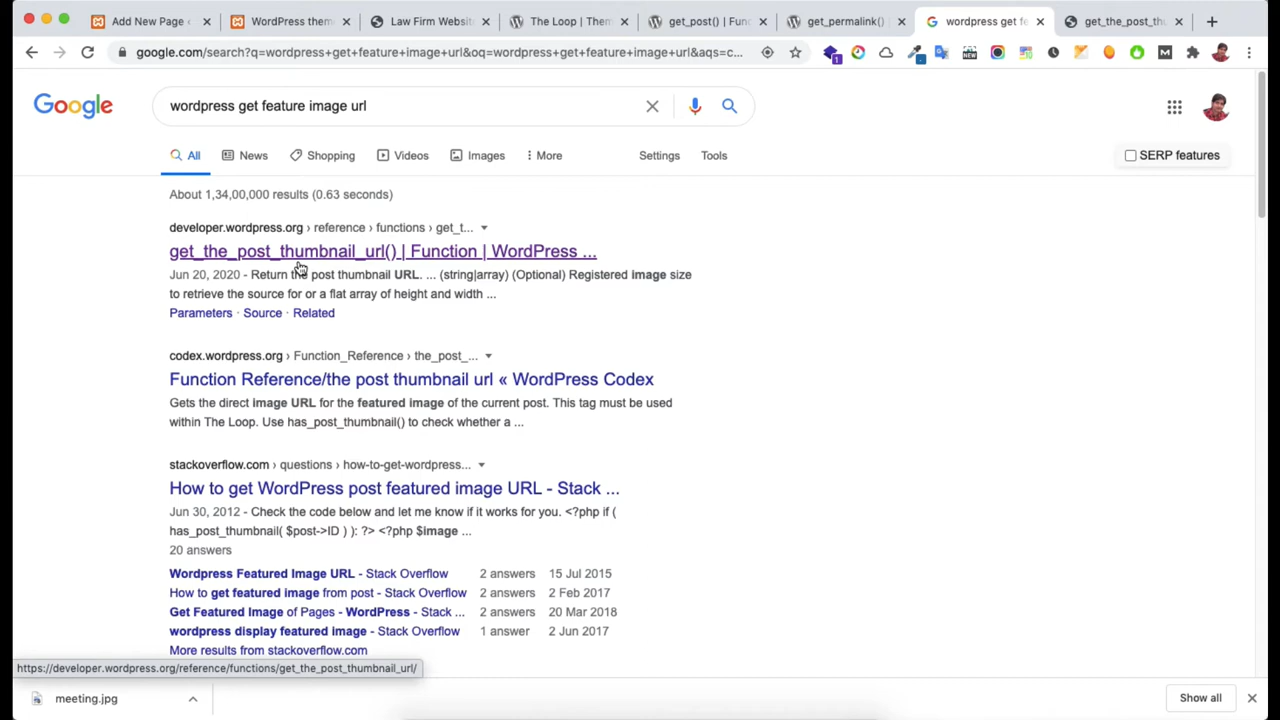 Add New Page ‹
WordPress them
Law Firm Website
The Loop | Them
get_post() | Func
get_permalink()
wordpress get fe
get_the_post_thu
google.com/search?q=wordpress+get+feature+image+url&oq=wordpress+get+feature+image+url&aqs=c...
1
NEW
M
Google
wordpress get feature image url
All
News
Shopping
Videos
Images
More
Settings
Tools
SERP features
About 1,34,00,000 results (0.63 seconds)
developer.wordpress.org › reference › functions › get_t...
get_the_post_thumbnail_url() | Function | WordPress ...
Jun 20, 2020 - Return the post thumbnail URL. ... (string|array) (Optional) Registered image size
to retrieve the source for or a flat array of height and width ...
Parameters · Source · Related
codex.wordpress.org › Function_Reference › the_post_...
Function Reference/the post thumbnail url « WordPress Codex
Gets the direct image URL for the featured image of the current post. This tag must be used
within The Loop. Use has_post_thumbnail() to check whether a ...
stackoverflow.com › questions › how-to-get-wordpress...
How to get WordPress post featured image URL - Stack ...
Jun 30, 2012 - Check the code below and let me know if it works for you. <?php if (
has_post_thumbnail( $post->ID ) ): ?> <?php $image ...
20 answers
Wordpress Featured Image URL - Stack Overflow 2 answers 15 Jul 2015
How to get featured image from post - Stack Overflow 2 answers 2 Feb 2017
Get Featured Image of Pages - WordPress - Stack ... 2 answers 20 Mar 2018
wordpress display featured image - Stack Overflow 1 answer 2 Jun 2017
More results from stackoverflow.com
https://developer.wordpress.org/reference/functions/get_the_post_thumbnail_url/
meeting.jpg
Show all